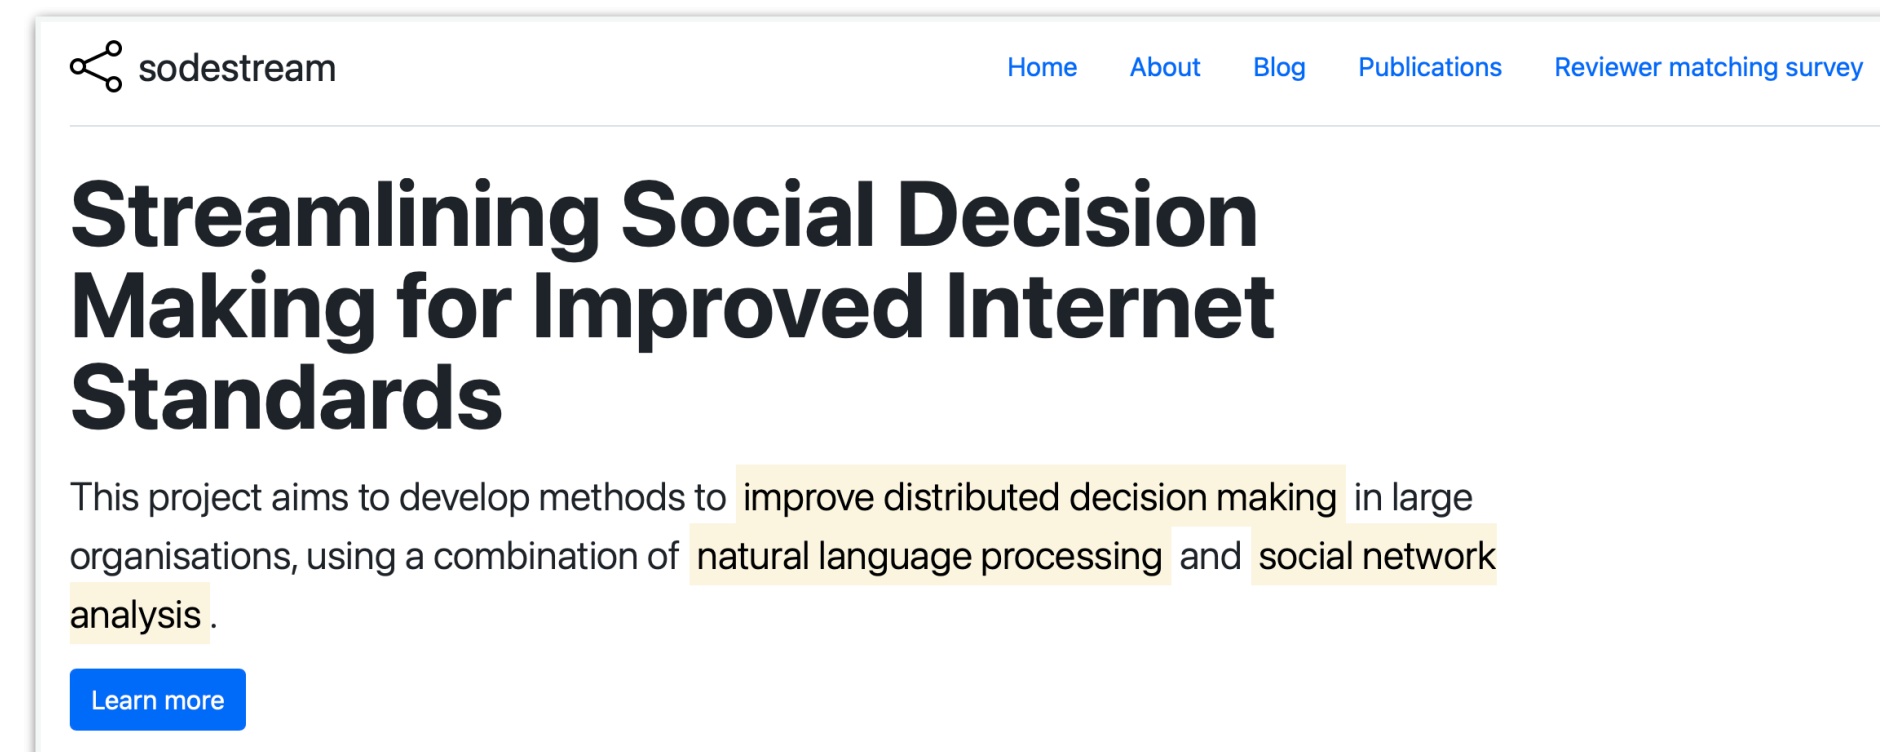 sodestream
Home About Blog Publications Reviewer matching survey
Streamlining Social Decision
Making for Improved Internet
Standards
This project aims to develop methods to improve distributed decision making in large
organisations, using a combination of natural language processing and social network
analysis .
Learn more